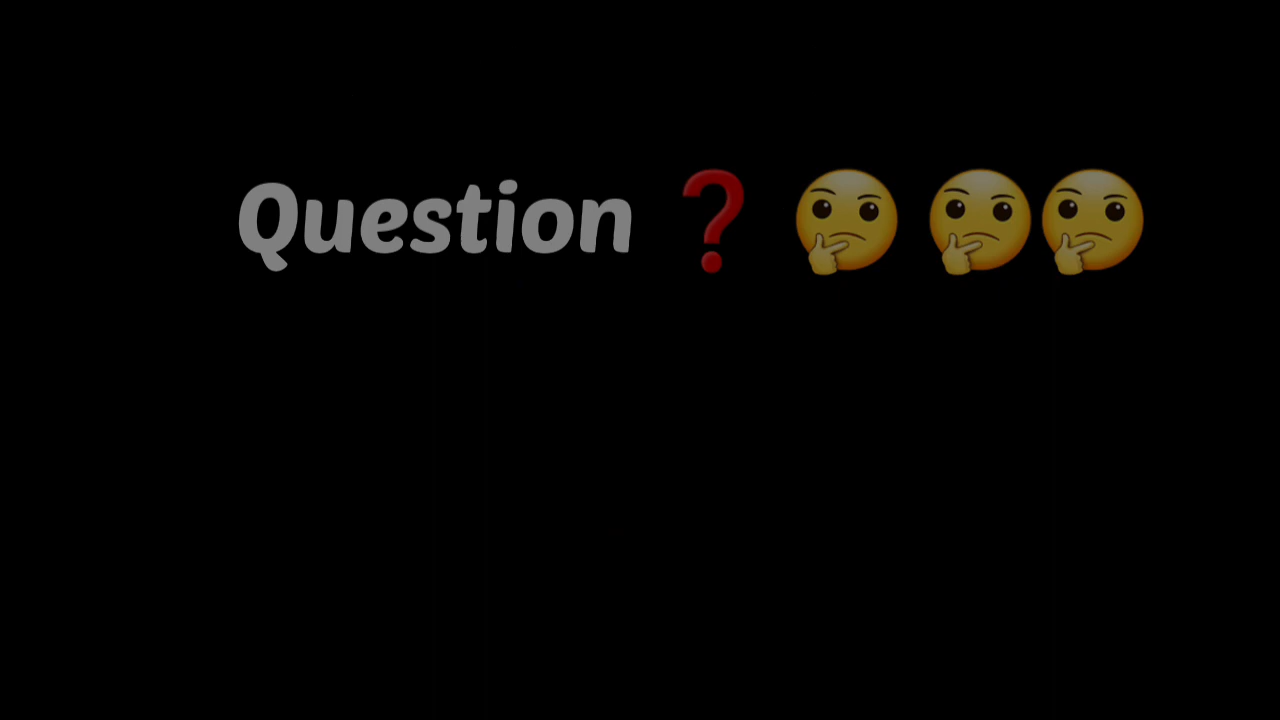 Question ❓ 🤔 🤔🤔